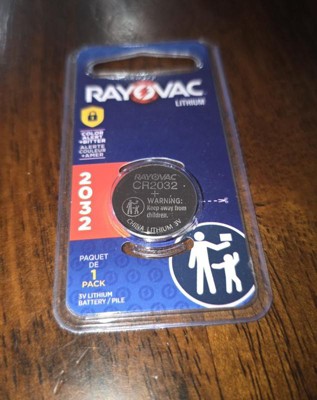 RAYOVAC
LITHIUM
COLOR
ALERT
+BITTER
ALERTE
COULEUR
+AMER
2032
RAYOVAC
CR2032
+
WARNING:
Keep away from
children.
CHINA LITHIUM 3V
PAQUET
DE
1
PACK
3V LITHIUM
BATTERY / PILE